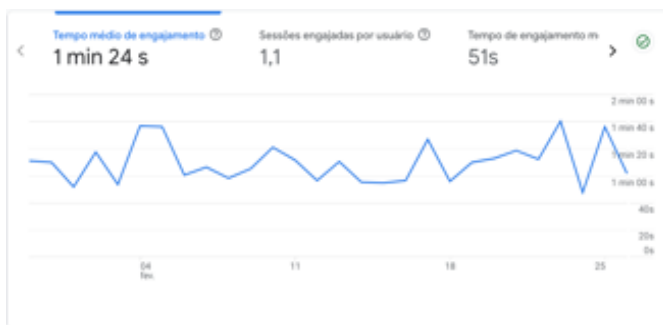 Tempo médio de engajamento
Sessões engajadas por usuário
Tempo de engajamento m
1 min 24 s
1,1
51s
2 min 00 s
1 min 40 s
1 min 20 s
1 min 00 s
40s
20s
0s
04
fev.
11
18
25